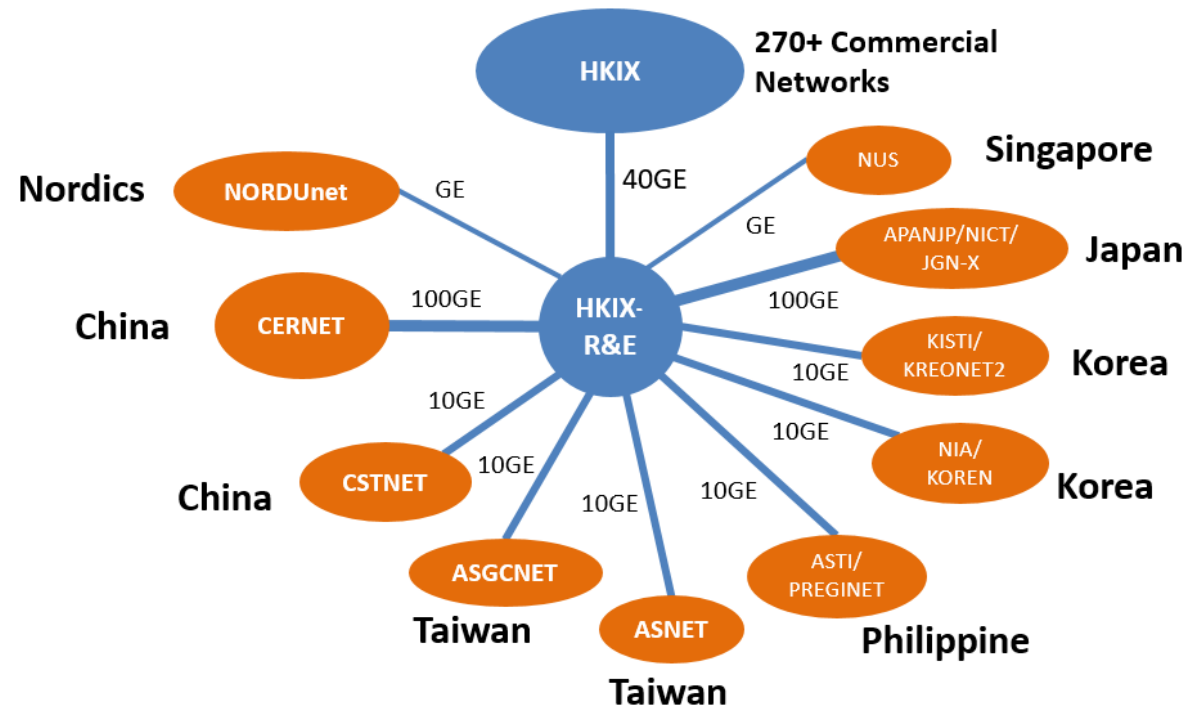 HKIX
270+ Commercial
Networks
40GE
NUS
Singapore
GE
Nordics
NORDUnet
GE
APANJP/NICT/
JGN-X
Japan
100GE
China
CERNET
100GE
HKIX-
R&E
KISTI/
KREONET2
Korea
10GE
10GE
NIA/
KOREN
Korea
10GE
China
CSTNET
10GE
ASGCNET
Taiwan
10GE
ASNET
Taiwan
10GE
ASTI/
PREGINET
Philippine